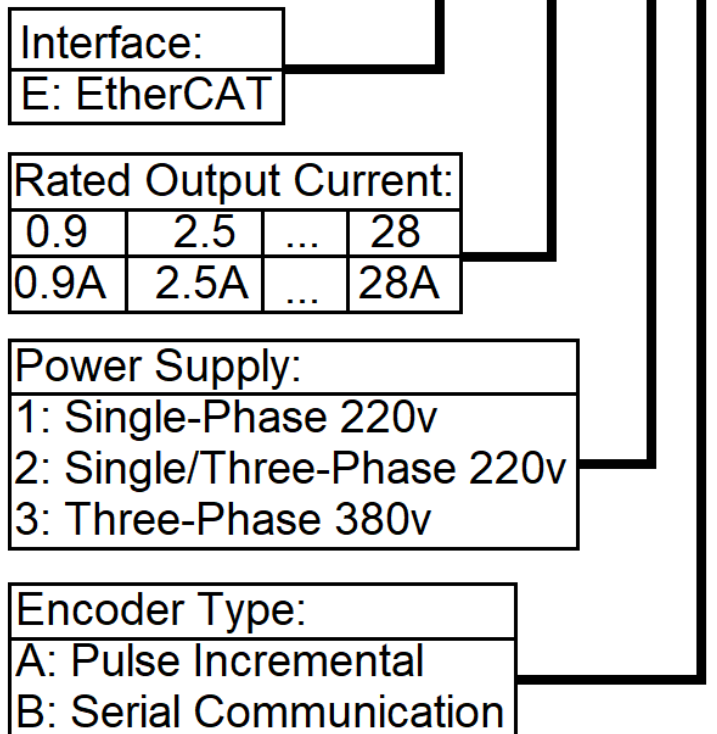 Interface:
E: EtherCAT
Rated Output Current:
0.9 2.5 ... 28
0.9A 2.5A ... 28A
Power Supply:
1: Single-Phase 220v
2: Single/Three-Phase 220v
3: Three-Phase 380v
Encoder Type:
A: Pulse Incremental
B: Serial Communication